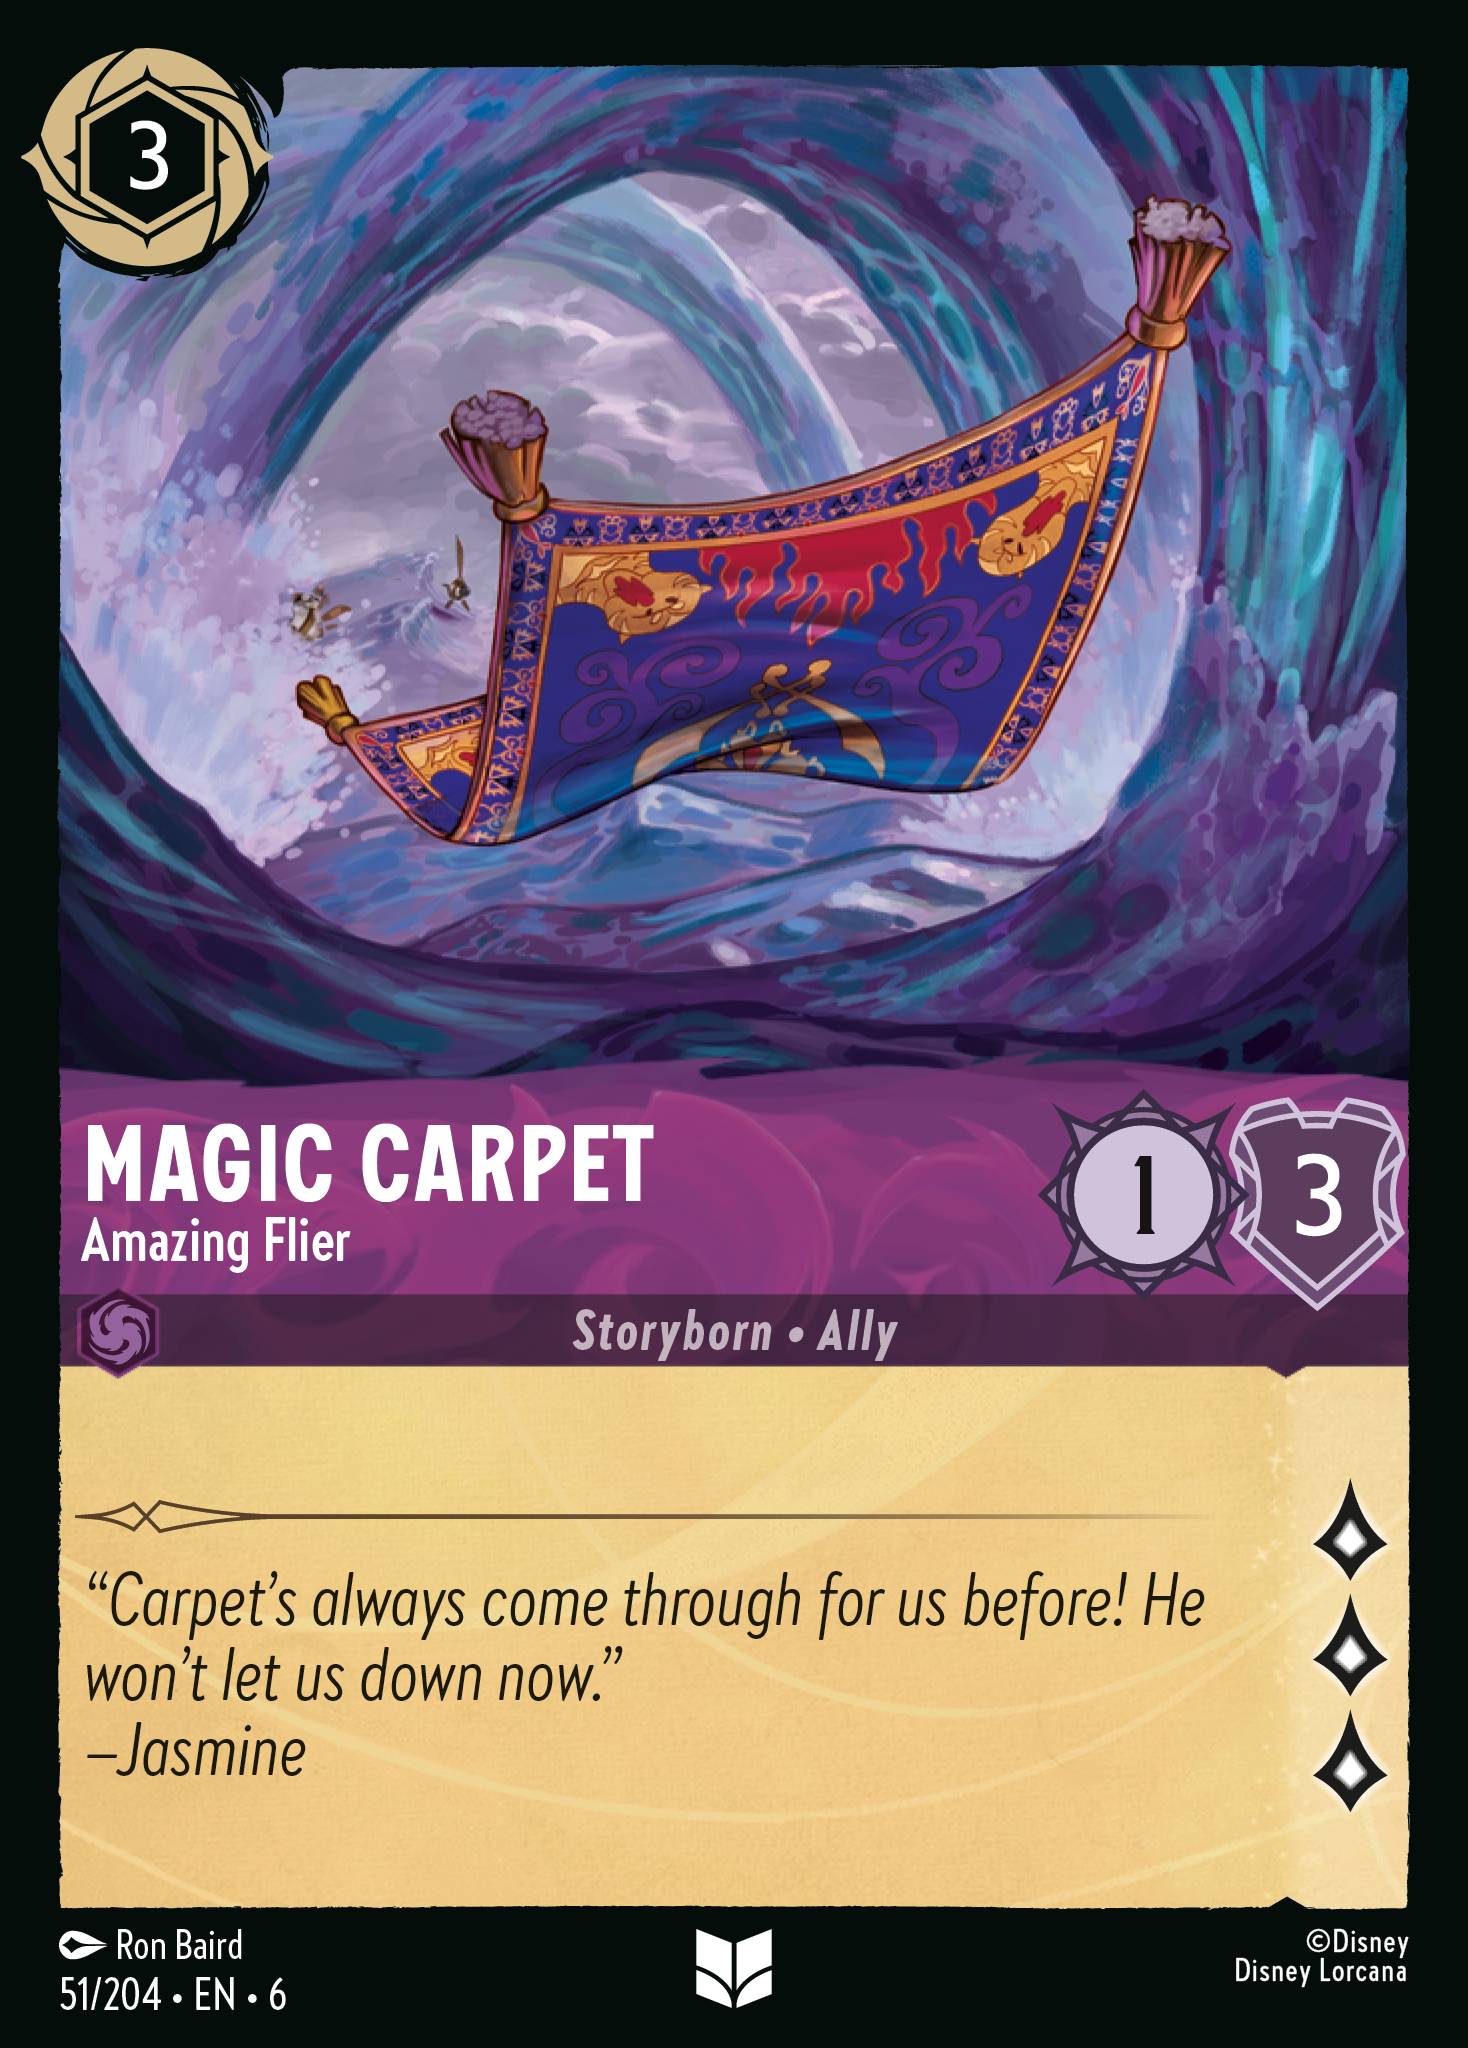 3
MAGIC CARPET
Amazing Flier
1
3
Storyborn • Ally
“Carpet’s always come through for us before! He
won’t let us down now.”
–Jasmine
Ron Baird
51/204 • EN • 6
©Disney
Disney Lorcana